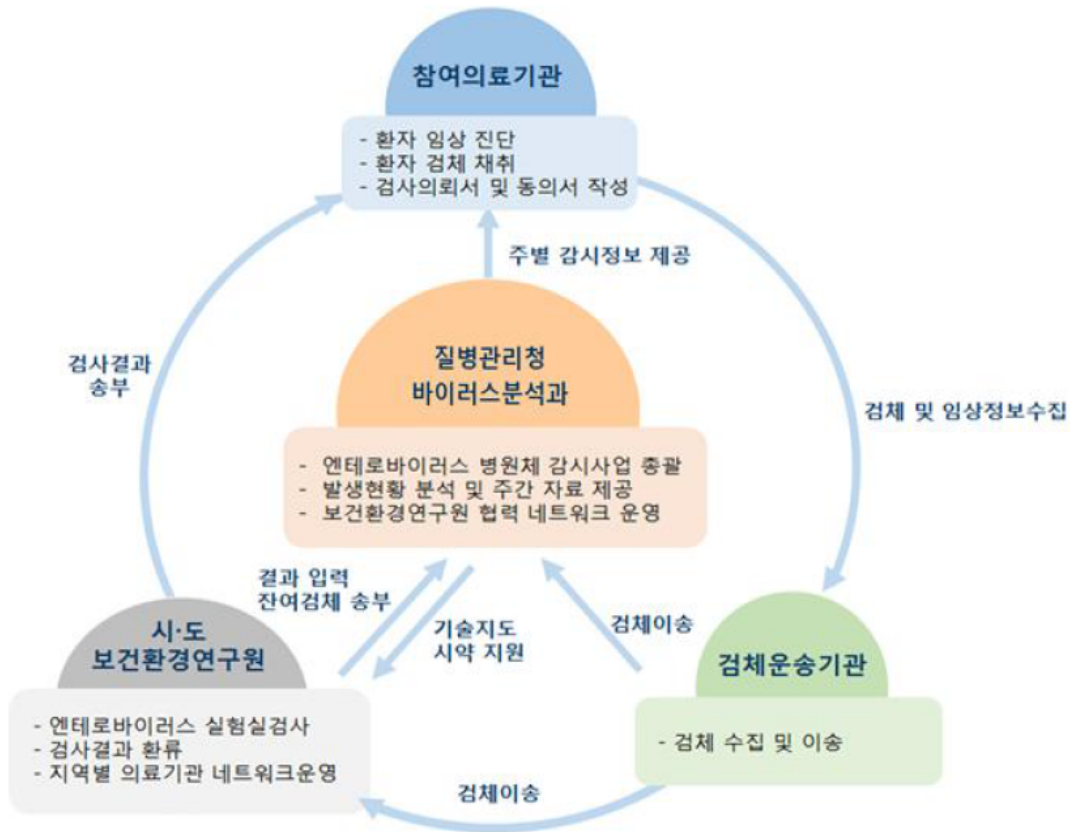 참여의료기관
- 환자 임상 진단
- 환자 검체 채취
- 검사의뢰서 및 동의서 작성
주별 감시정보 제공
검사결과
송부
질병관리청
바이러스분석과
검체 및 임상정보수집
- 엔테로바이러스 병원체 감시사업 총괄
- 발생현황 분석 및 주간 자료 제공
- 보건환경연구원 협력 네트워크 운영
결과 입력
잔여검체 송부
기술지도
시약 지원
검체이송
시·도
보건환경연구원
검체운송기관
- 엔테로바이러스 실험실검사
- 검사결과 환류
- 지역별 의료기관 네트워크운영
- 검체 수집 및 이송
검체이송